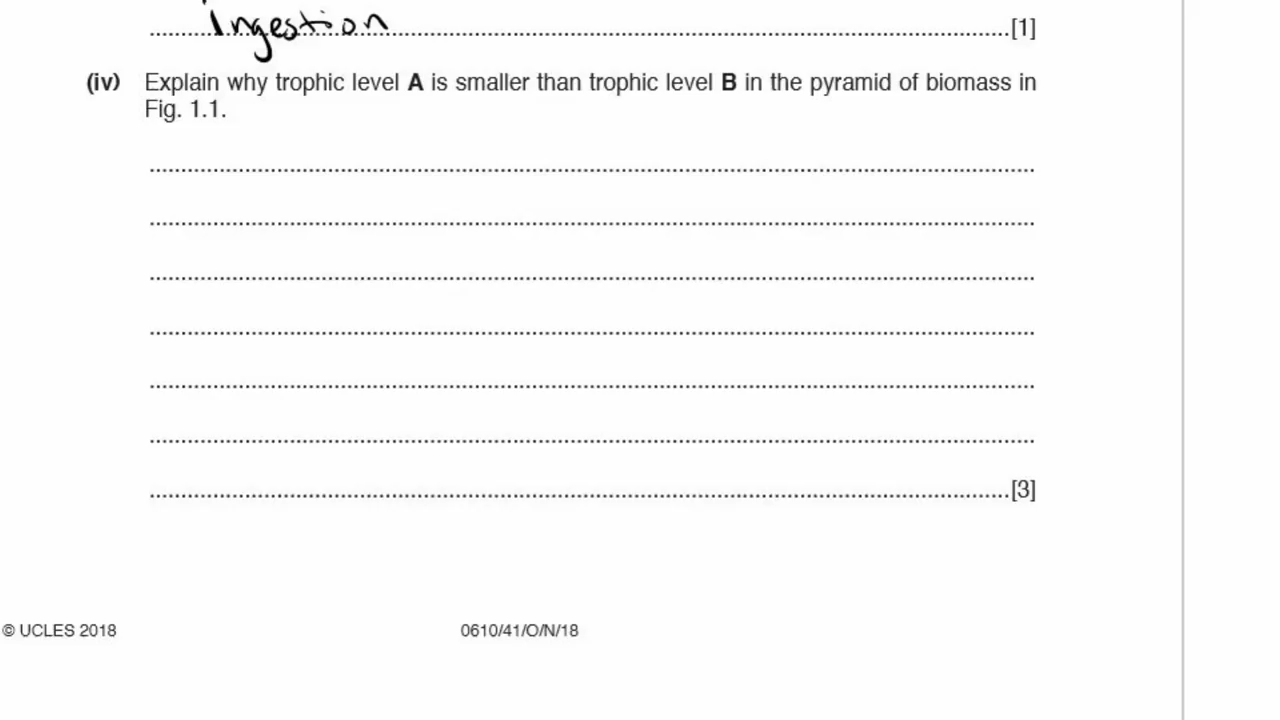 ingestion
[1]
(iv) Explain why trophic level A is smaller than trophic level B in the pyramid of biomass in
Fig. 1.1.
[3]
© UCLES 2018
0610/41/O/N/18